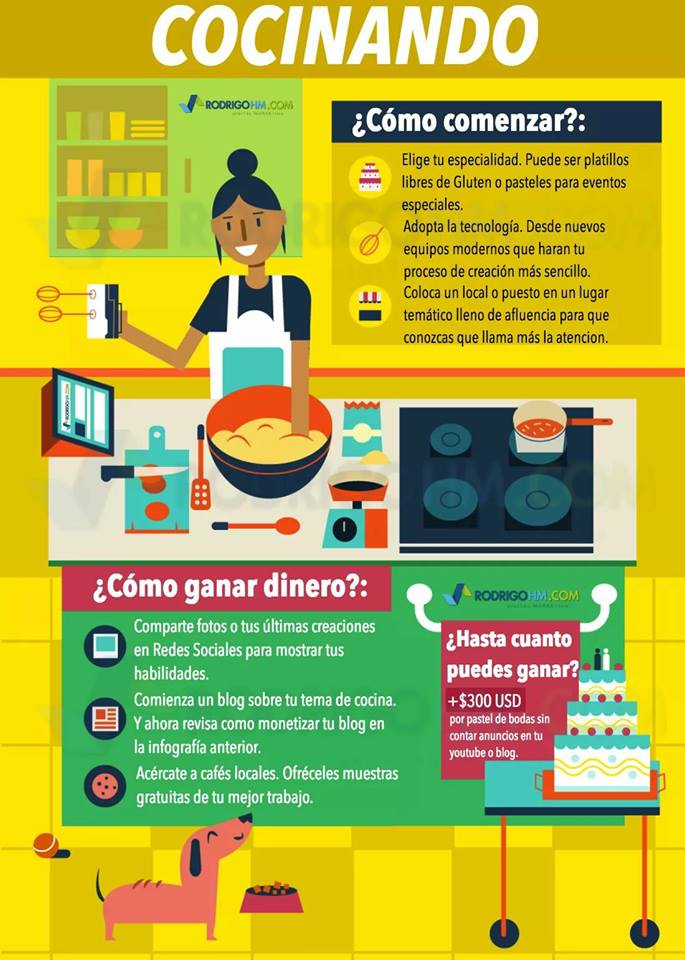 COCINANDO
RODRIGOHM.COM
DIGITAL MARKETING
¿Cómo comenzar?:
Elige tu especialidad. Puede ser platillos
libres de Gluten o pasteles para eventos
especiales.
Adopta la tecnología. Desde nuevos
equipos modernos que haran tu
proceso de creación más sencillo.
Coloca un local o puesto en un lugar
temático lleno de afluencia para que
conozcas que llama más la atencion.
RODRIGOHM.COM
RODRIGOHM.COM
¿Cómo ganar dinero?:
Comparte fotos o tus últimas creaciones
en Redes Sociales para mostrar tus
habilidades.
Comienza un blog sobre tu tema de cocina.
Y ahora revisa como monetizar tu blog en
la infografía anterior.
Acércate a cafés locales. Ofréceles muestras
gratuitas de tu mejor trabajo.
RODRIGOHM.COM
DIGITAL MARKETING
¿Hasta cuanto
puedes ganar?
+$300 USD
por pastel de bodas sin
contar anuncios en tu
youtube o blog.